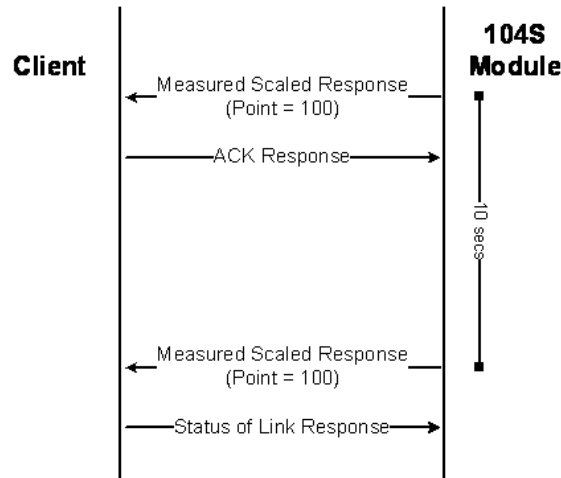 Client
104S
Module
Measured Scaled Response
(Point = 100)
ACK Response
10 secs
Measured Scaled Response
(Point = 100)
Status of Link Response